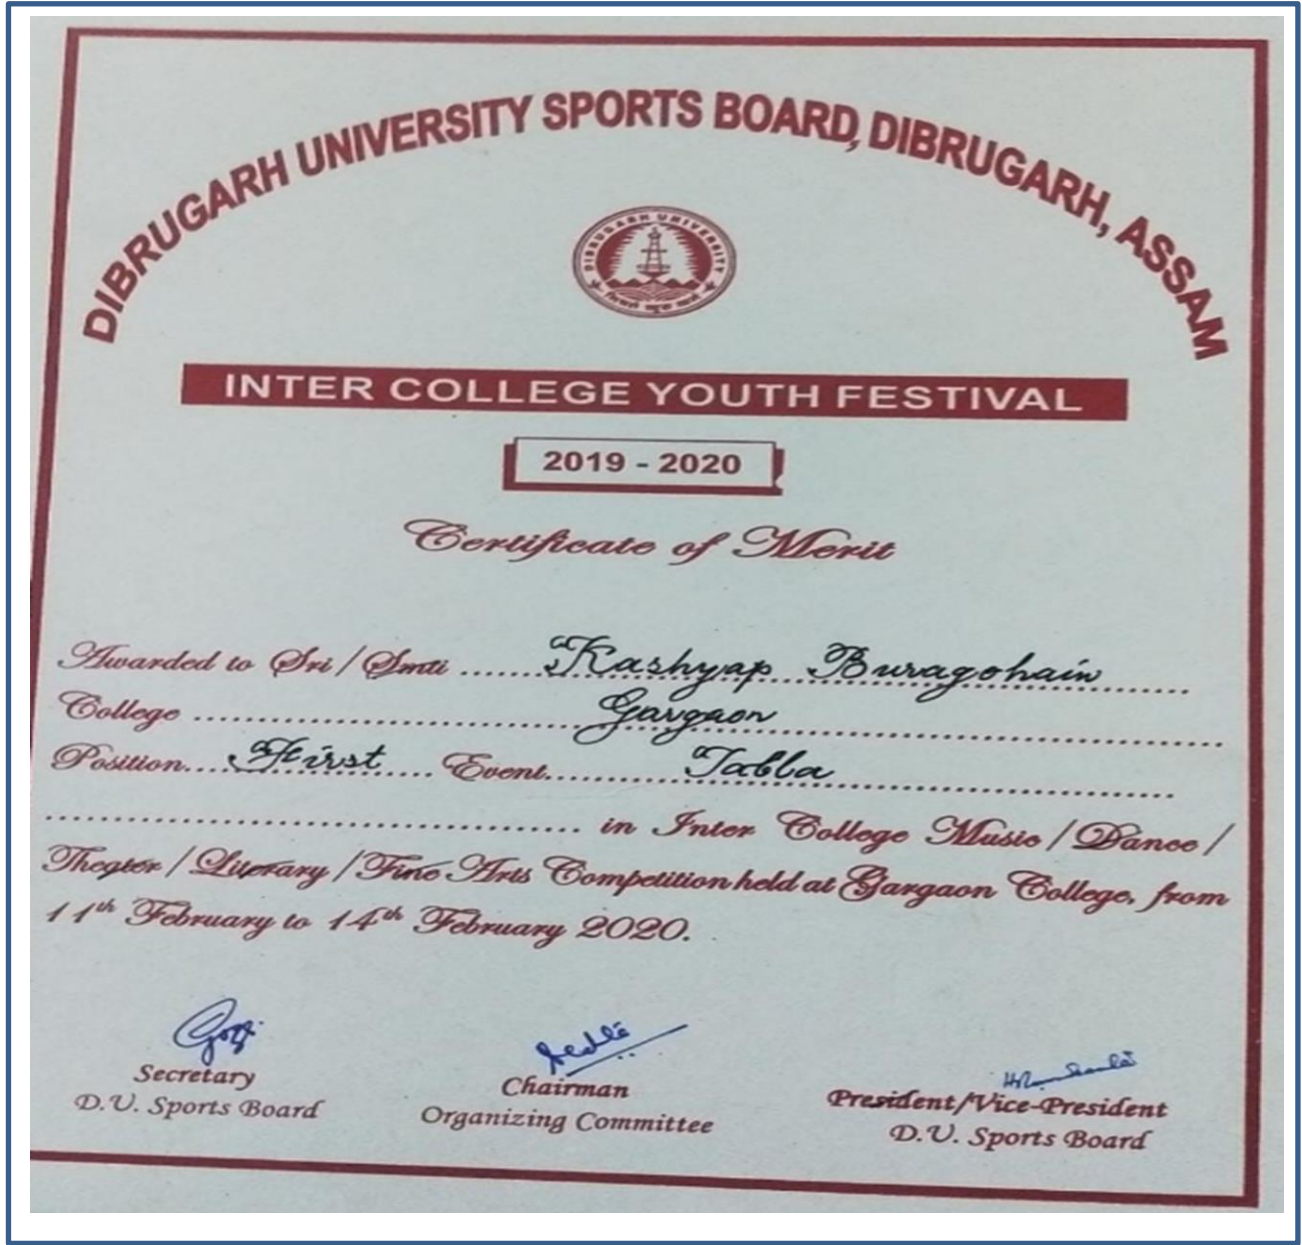 DIBRUGARH UNIVERSITY SPORTS BOARD, DIBRUGARH, ASSAM
DIBRUGARH UNIVERSITY
INTER COLLEGE YOUTH FESTIVAL
2019 - 2020
Certificate of Merit
Awarded to Sri / Smti ...... Kashyap Buragohain ......
College ...... Gargaon ......
Position... First ... Event... Tabla ......
...... in Inter College Music / Dance /
Theater / Literary / Fine Arts Competition held at Gargaon College, from
11th February to 14th February 2020.
Secretary
D.U. Sports Board
Chairman
Organizing Committee
President/Vice-President
D.U. Sports Board